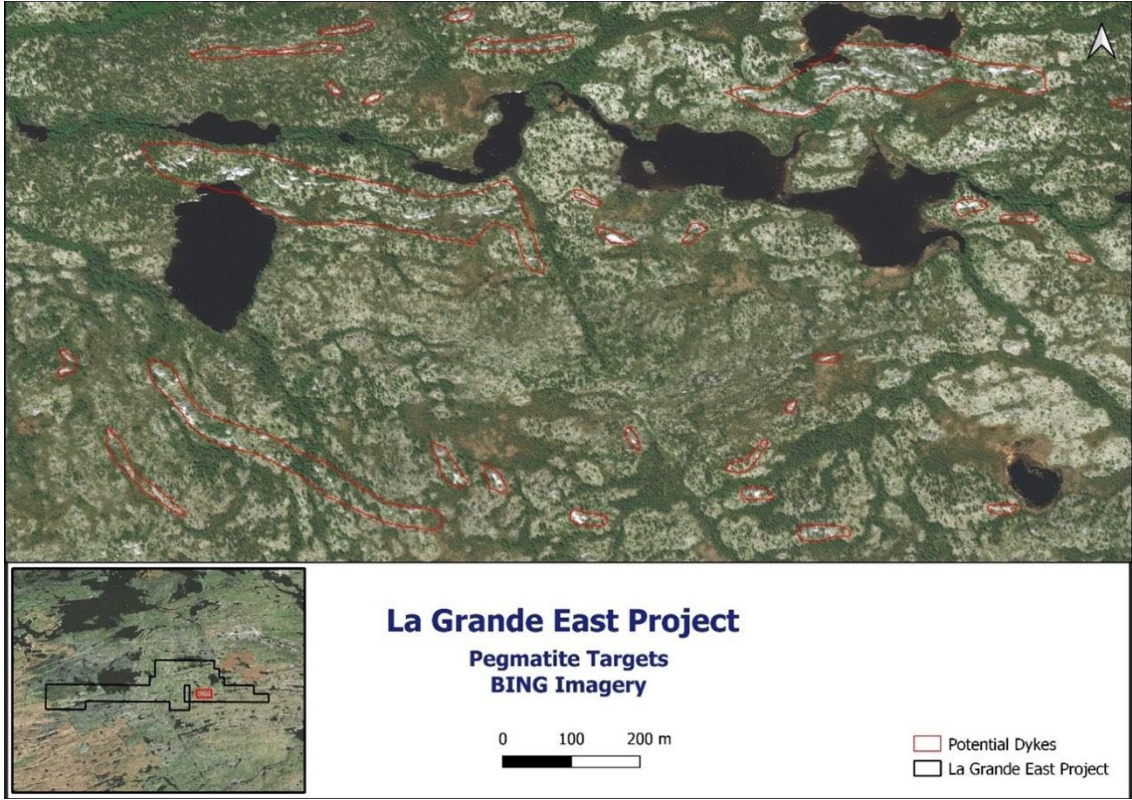 La Grande East Project
Pegmatite Targets
BING Imagery
0 100 200 m
Potential Dykes
La Grande East Project